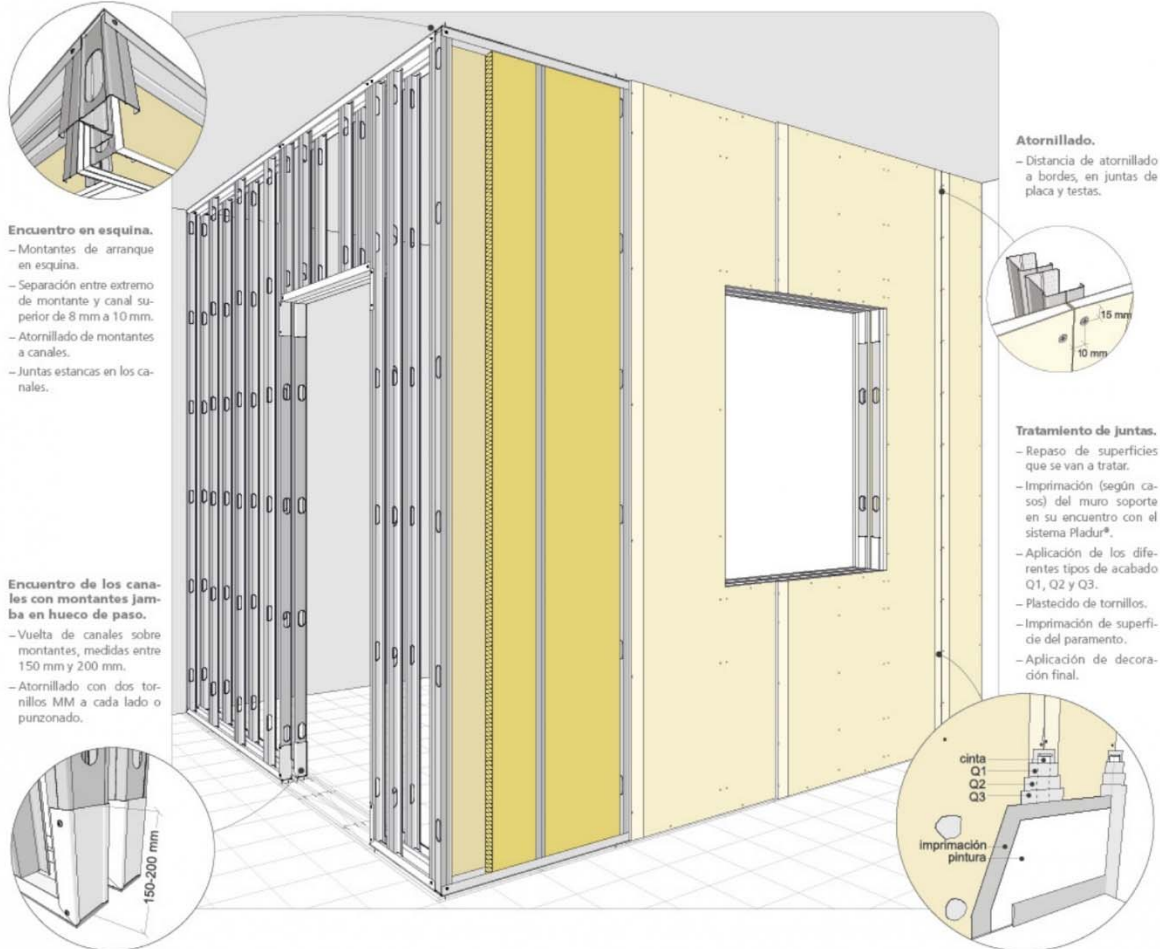 Encuentro en esquina.
– Montantes de arranque
en esquina.
– Separación entre extremo
de montante y canal su-
perior de 8 mm a 10 mm.
– Atornillado de montantes
a canales.
– Juntas estancas en los ca-
nales.
Encuentro de los cana-
les con montantes jam-
ba en hueco de paso.
– Vuelta de canales sobre
montantes, medidas entre
150 mm y 200 mm.
– Atornillado con dos tor-
nillos MM a cada lado o
punzonado.
150-200 mm
Atornillado.
– Distancia de atornillado
a bordes, en juntas de
placa y testas.
15 mm
10 mm
Tratamiento de juntas.
– Repaso de superficies
que se van a tratar.
– Imprimación (según ca-
sos) del muro soporte
en su encuentro con el
sistema Pladur®.
– Aplicación de los dife-
rentes tipos de acabado
Q1, Q2 y Q3.
– Plastecido de tornillos.
– Imprimación de superfi-
cie del paramento.
– Aplicación de decora-
ción final.
cinta
Q1
Q2
Q3
imprimación
pintura